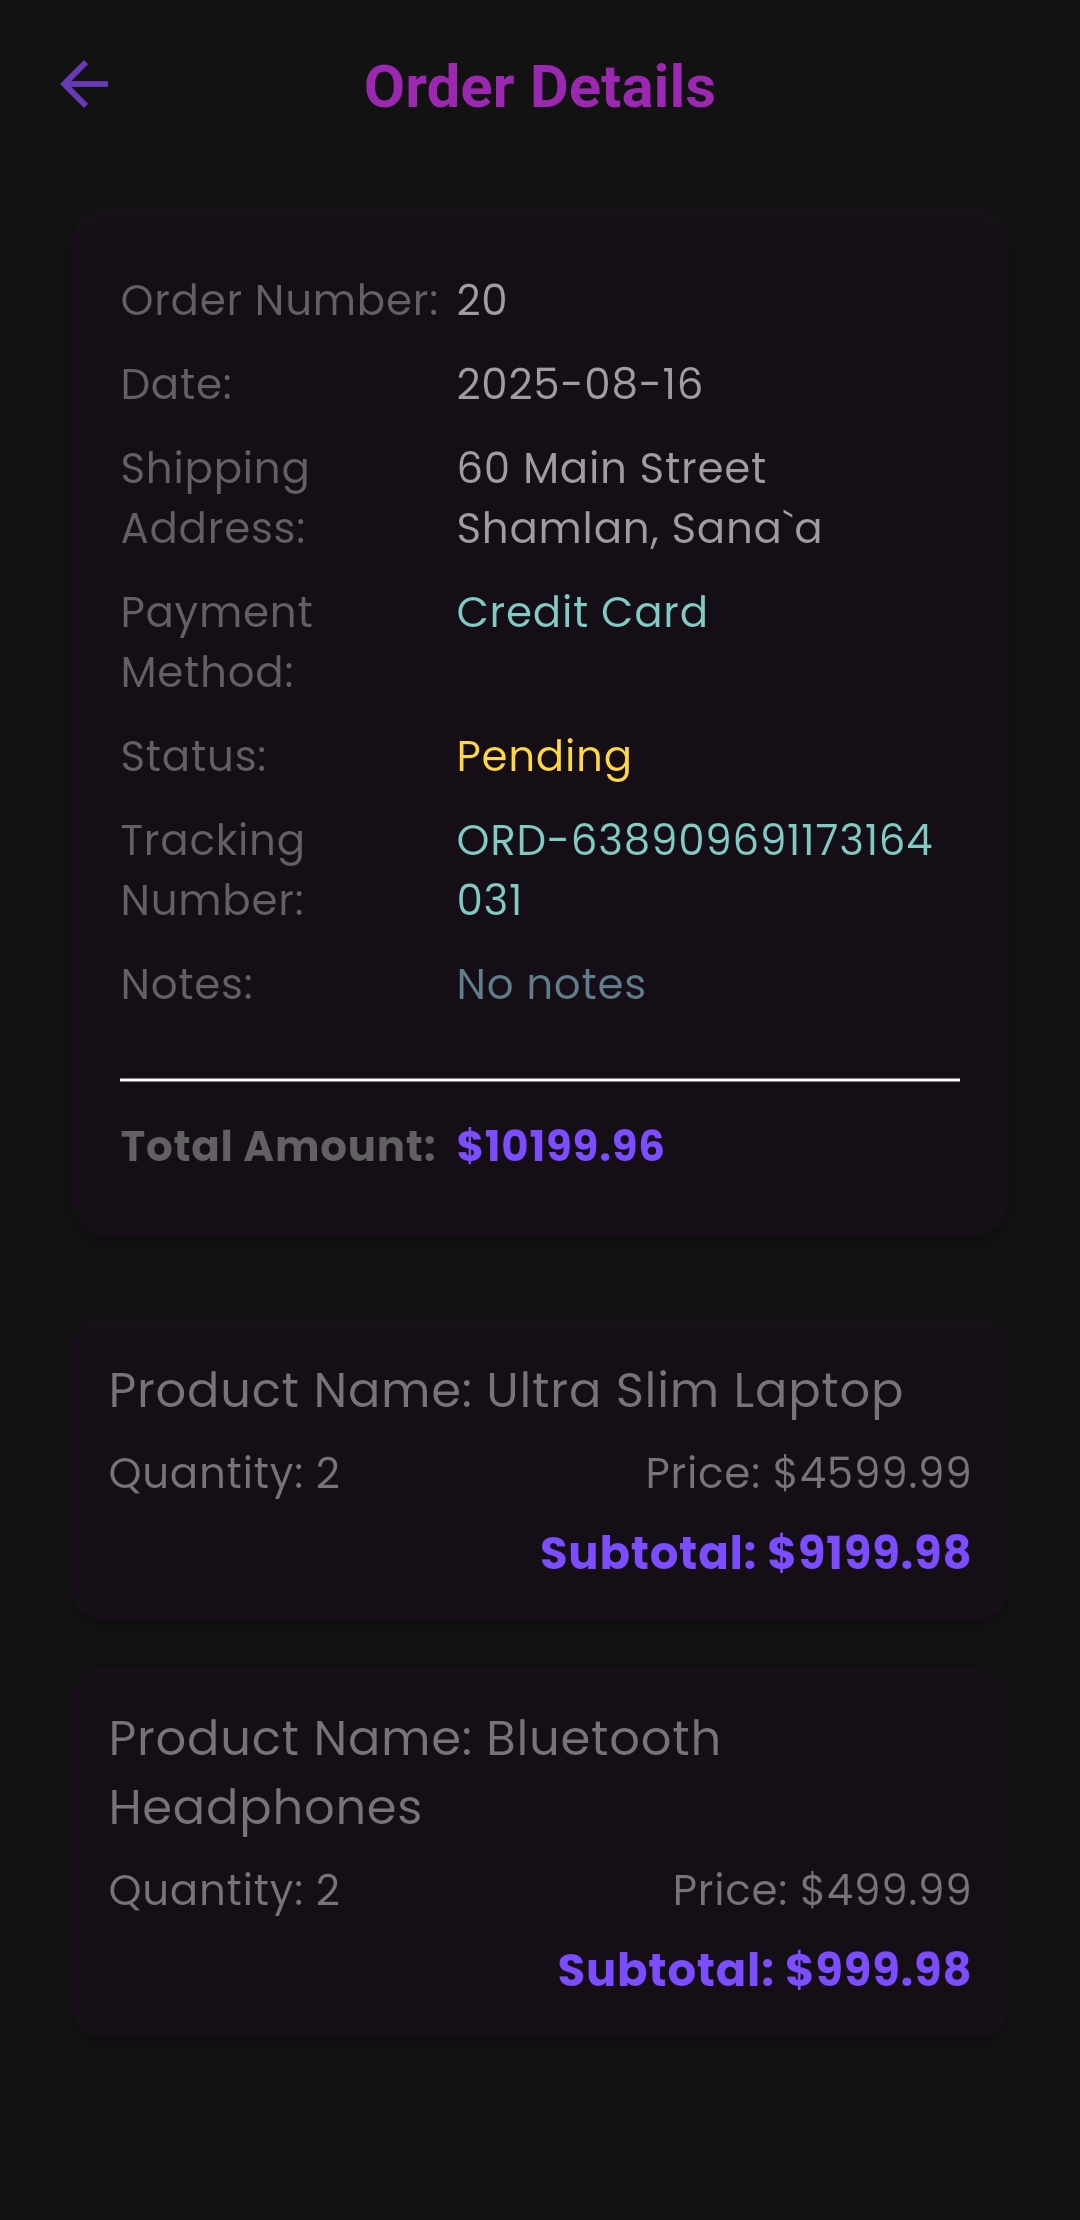 Order Details
Order Number: 20
Date: 2025-08-16
Shipping Address: 60 Main Street Shamlan, Sana`a
Payment Method: Credit Card
Status: Pending
Tracking Number: ORD-638909691173164031
Notes: No notes
Total Amount: $10199.96
Product Name: Ultra Slim Laptop
Quantity: 2 Price: $4599.99
Subtotal: $9199.98
Product Name: Bluetooth
Headphones
Quantity: 2 Price: $499.99
Subtotal: $999.98